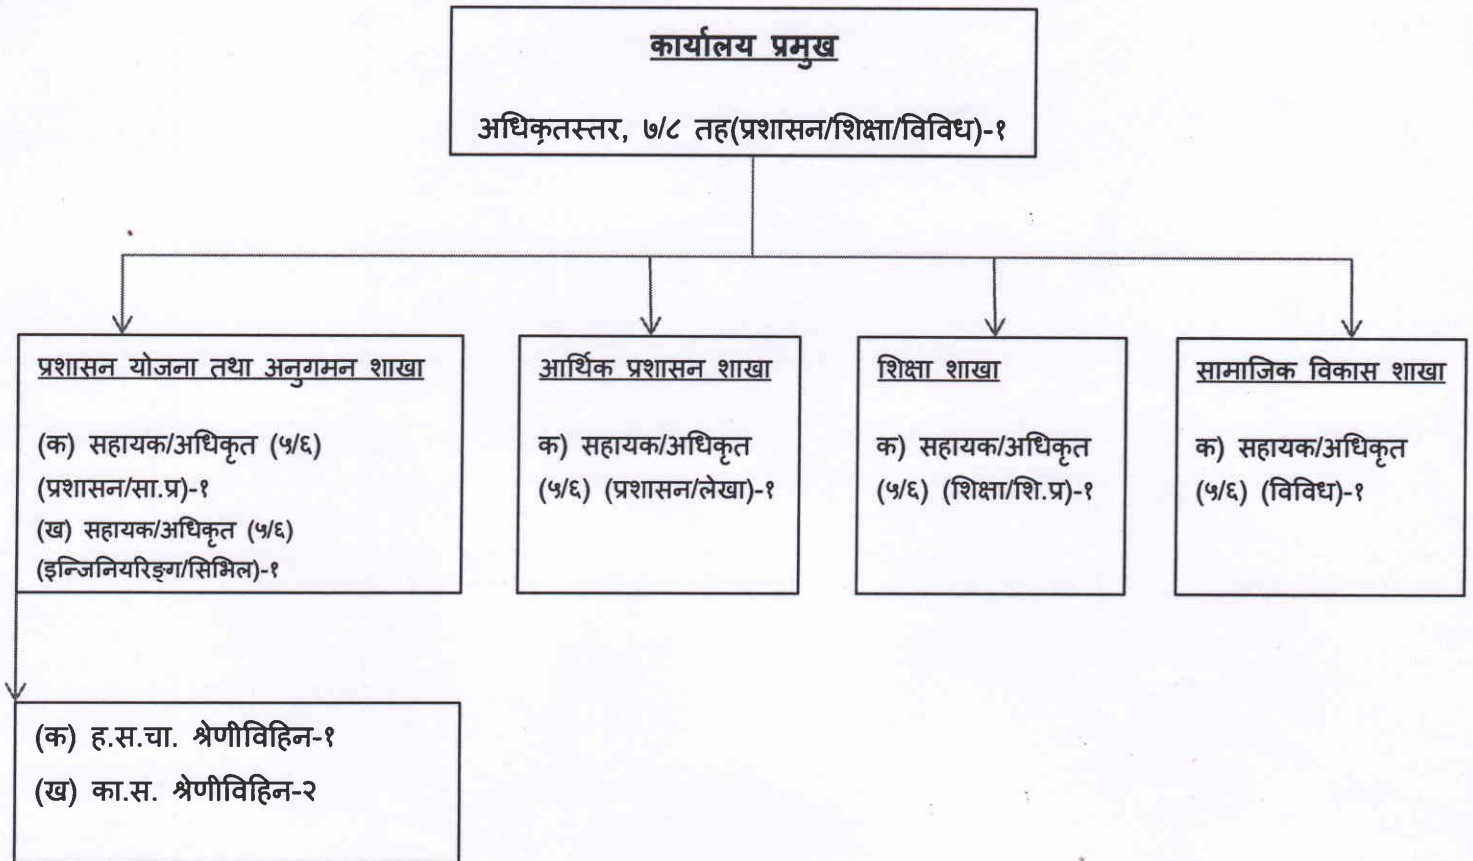 कार्यालय प्रमुख
अधिकृतस्तर, ७/८ तह(प्रशासन/शिक्षा/विविध)-१
प्रशासन योजना तथा अनुगमन शाखा
(क) सहायक/अधिकृत (५/६)
(प्रशासन/सा.प्र)-१
(ख) सहायक/अधिकृत (५/६)
(इन्जिनियरिङ्ग/सिभिल)-१
आर्थिक प्रशासन शाखा
क) सहायक/अधिकृत
(५/६) (प्रशासन/लेखा)-१
शिक्षा शाखा
क) सहायक/अधिकृत
(५/६) (शिक्षा/शि.प्र)-१
सामाजिक विकास शाखा
क) सहायक/अधिकृत
(५/६) (विविध)-१
(क) ह.स.चा. श्रेणीविहिन-१
(ख) का.स. श्रेणीविहिन-२